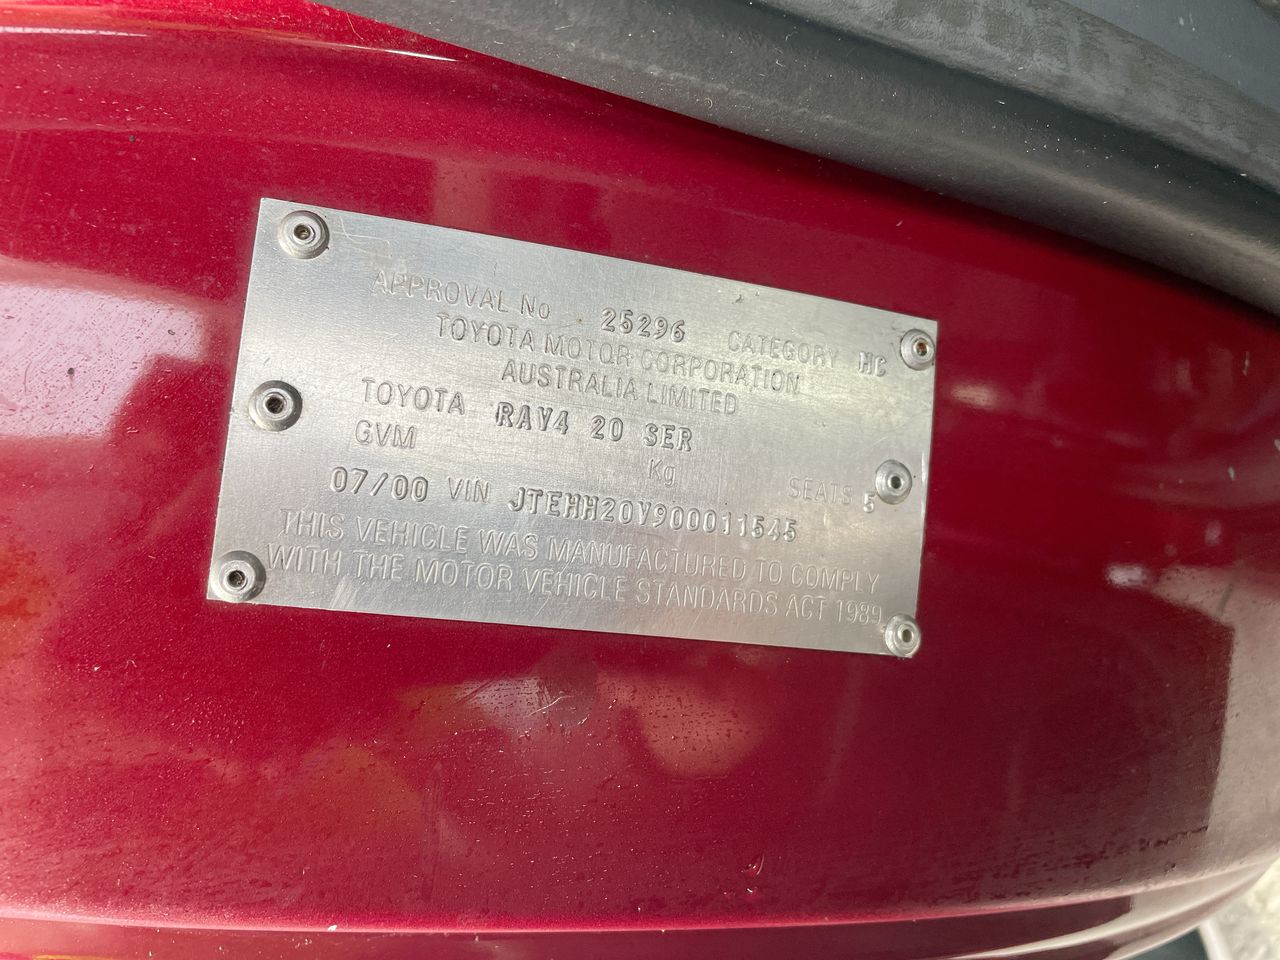 APPROVAL No 25296 CATEGORY MC
TOYOTA MOTOR CORPORATION
AUSTRALIA LIMITED
TOYOTA RAV4 20 SER
GVM Kg SEATS 5
07/00 VIN JTEHH20V900011545
THIS VEHICLE WAS MANUFACTURED TO COMPLY
WITH THE MOTOR VEHICLE STANDARDS ACT 1989